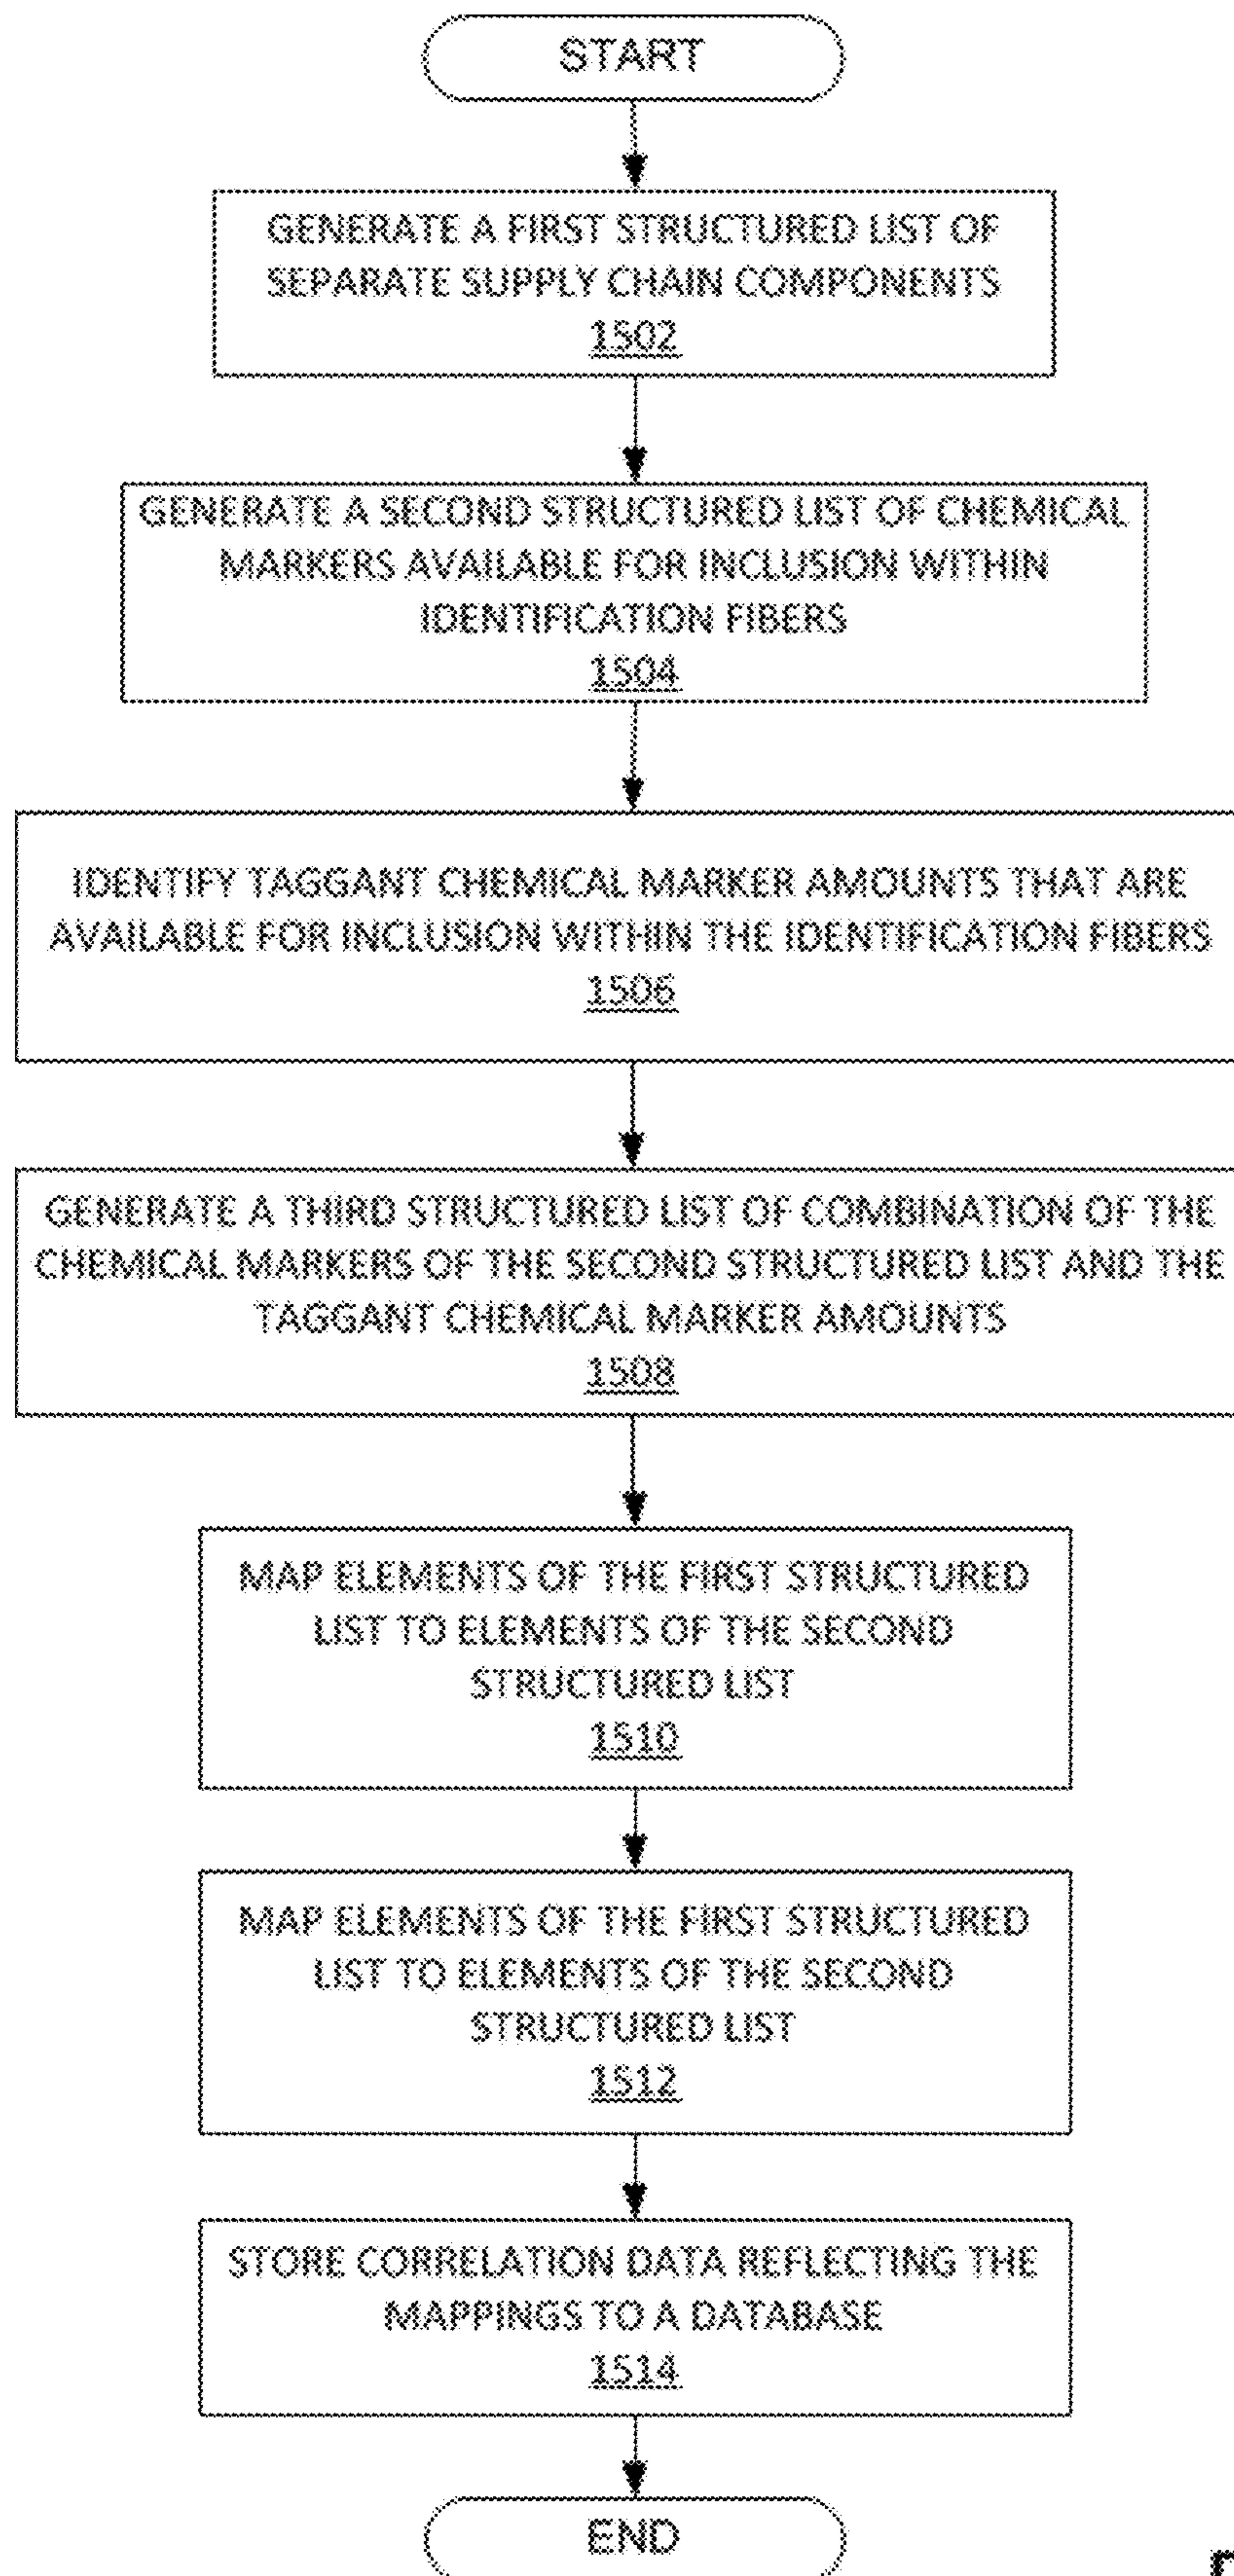 START
GENERATE A FIRST STRUCTURED LIST OF
SEPARATE SUPPLY CHAIN COMPONENTS
1502
GENERATE A SECOND STRUCTURED LIST OF CHEMICAL
MARKERS AVAILABLE FOR INCLUSION WITHIN
IDENTIFICATION FIBERS
1504
IDENTIFY TAGGANT CHEMICAL MARKER AMOUNTS THAT ARE
AVAILABLE FOR INCLUSION WITHIN THE IDENTIFICATION FIBERS
1506
GENERATE A THIRD STRUCTURED LIST OF COMBINATION OF THE
CHEMICAL MARKERS OF THE SECOND STRUCTURED LIST AND THE
TAGGANT CHEMICAL MARKER AMOUNTS
1508
MAP ELEMENTS OF THE FIRST STRUCTURED
LIST TO ELEMENTS OF THE SECOND
STRUCTURED LIST
1510
MAP ELEMENTS OF THE FIRST STRUCTURED
LIST TO ELEMENTS OF THE SECOND
STRUCTURED LIST
1512
STORE CORRELATION DATA REFLECTING THE
MAPPINGS TO A DATABASE
1514
END